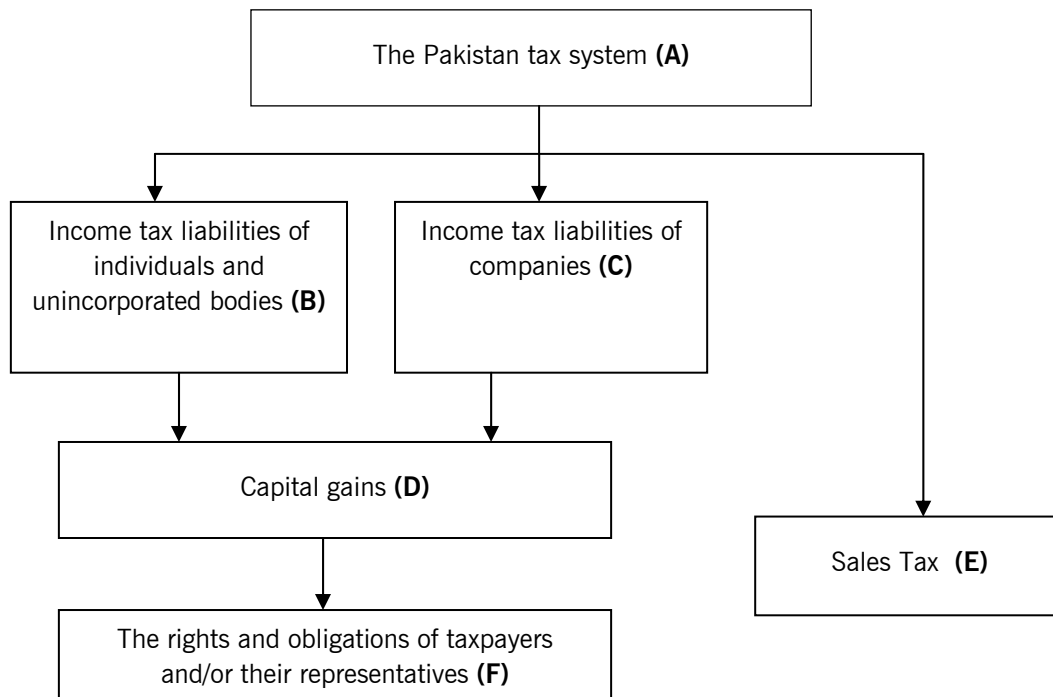 The Pakistan tax system (A)
Income tax liabilities of
individuals and
unincorporated bodies (B)
Income tax liabilities of
companies (C)
Capital gains (D)
Sales Tax (E)
The rights and obligations of taxpayers
and/or their representatives (F)